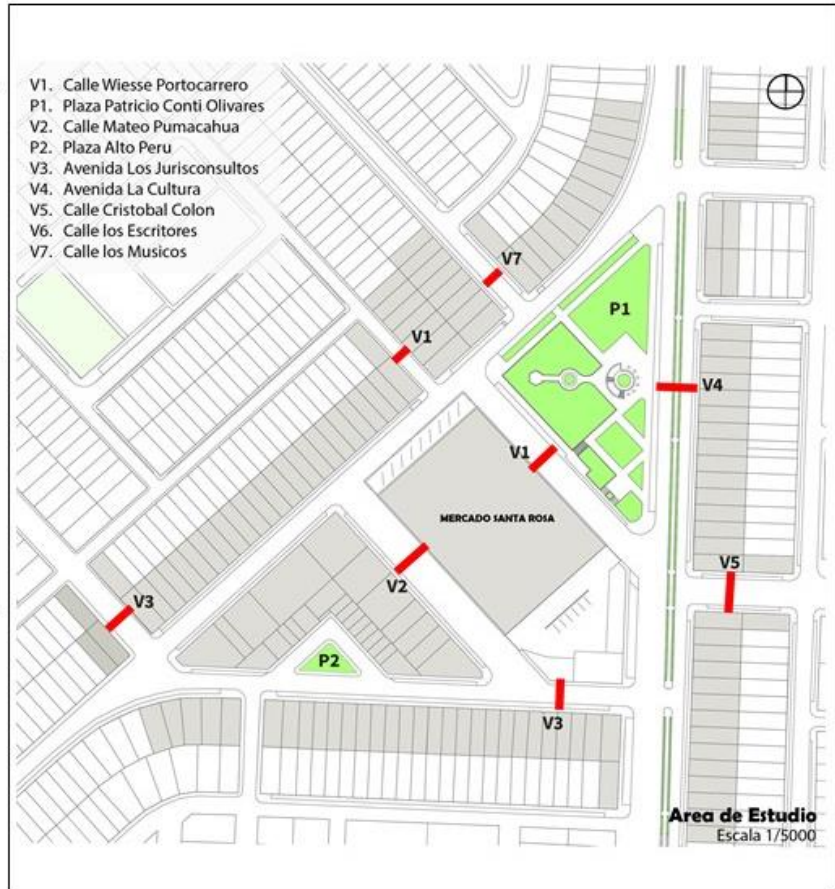 V1. Calle Wiesse Portocarrero
P1. Plaza Patricio Conti Olivares
V2. Calle Mateo Pumacahua
P2. Plaza Alto Peru
V3. Avenida Los Jurisconsultos
V4. Avenida La Cultura
V5. Calle Cristobal Colon
V6. Calle los Escritores
V7. Calle los Musicos
V7
P1
V1
V4
V1
MERCADO SANTA ROSA
V2
V5
V3
P2
V3
Area de Estudio
Escala 1/5000